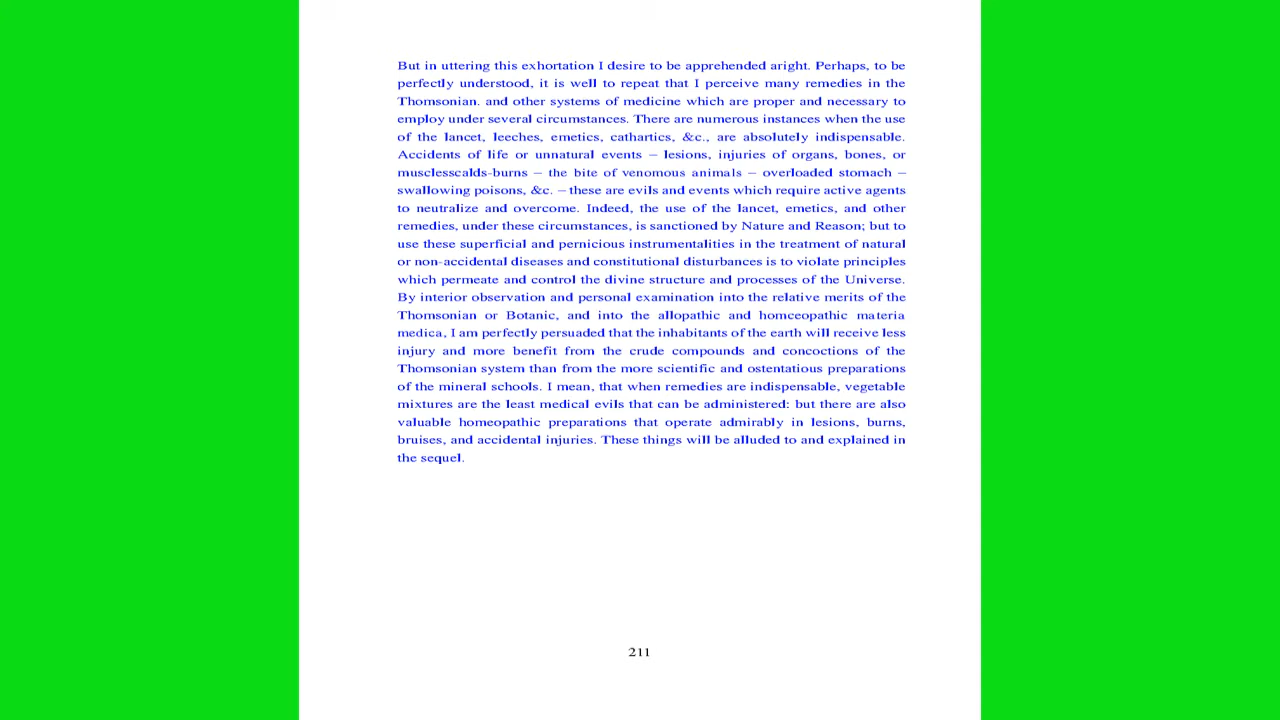 But in uttering this exhortation I desire to be apprehended aright. Perhaps, to be
perfectly understood, it is well to repeat that I perceive many remedies in the
Thomsonian. and other systems of medicine which are proper and necessary to
employ under several circumstances. There are numerous instances when the use
of the lancet, leeches, emetics, cathartics, &c., are absolutely indispensable.
Accidents of life or unnatural events – lesions, injuries of organs, bones, or
musclesscalds-burns – the bite of venomous animals – overloaded stomach –
swallowing poisons, &c. – these are evils and events which require active agents
to neutralize and overcome. Indeed, the use of the lancet, emetics, and other
remedies, under these circumstances, is sanctioned by Nature and Reason; but to
use these superficial and pernicious instrumentalities in the treatment of natural
or non-accidental diseases and constitutional disturbances is to violate principles
which permeate and control the divine structure and processes of the Universe.
By interior observation and personal examination into the relative merits of the
Thomsonian or Botanic, and into the allopathic and homceopathic materia
medica, I am perfectly persuaded that the inhabitants of the earth will receive less
injury and more benefit from the crude compounds and concoctions of the
Thomsonian system than from the more scientific and ostentatious preparations
of the mineral schools. I mean, that when remedies are indispensable, vegetable
mixtures are the least medical evils that can be administered: but there are also
valuable homeopathic preparations that operate admirably in lesions, burns,
bruises, and accidental injuries. These things will be alluded to and explained in
the sequel.
211